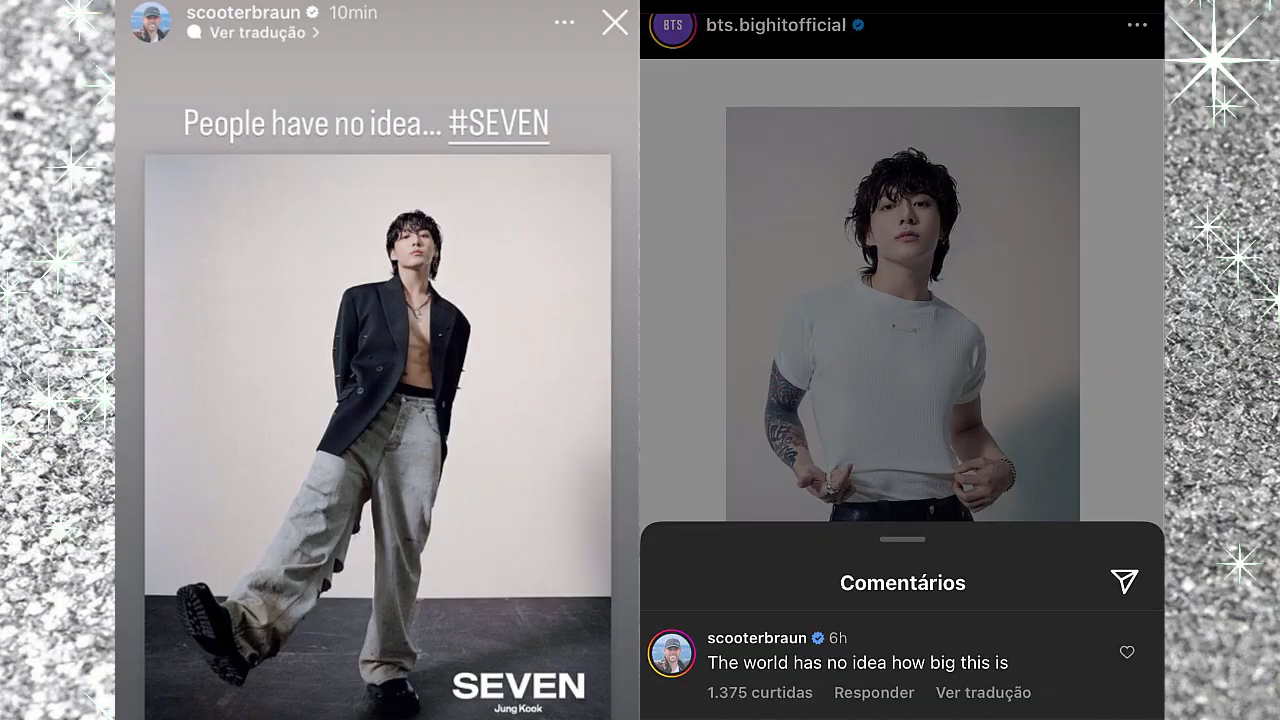 scooterbraun 10min
Ver tradução
People have no idea... #SEVEN
SEVEN
Jung Kook
BTS
bts.bighitofficial
Comentários
scooterbraun 6h
The world has no idea how big this is
1.375 curtidas Responder Ver tradução